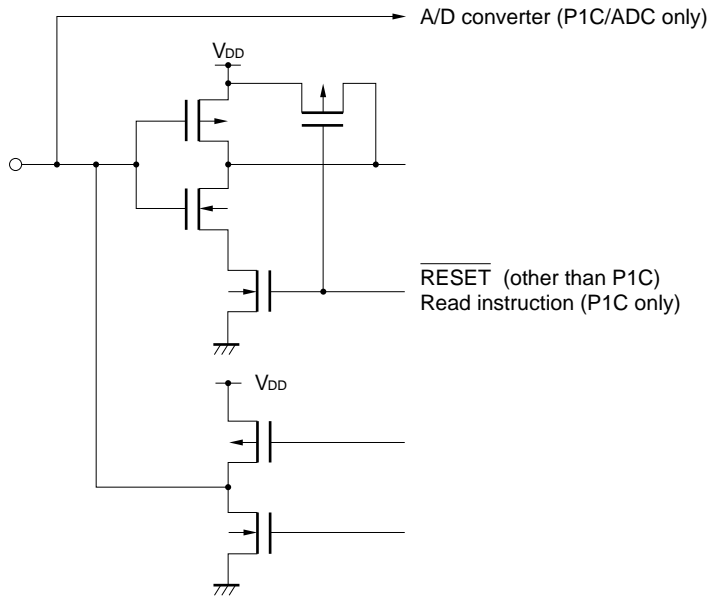 A/D converter (P1C/ADC only)
VDD
RESET (other than P1C)
Read instruction (P1C only)
VDD